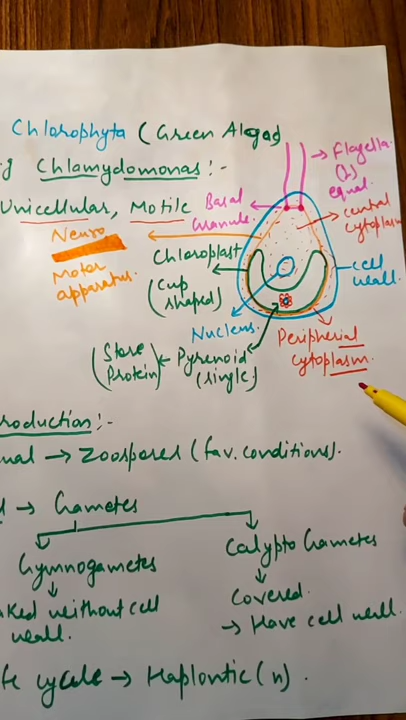 Chlorophyta (Green Algae)
Chlamydomonas :-
Unicellular, Motile
Flagella
(2)
equal.
Basal
Granule
central
cytoplasm
Neuro
Motor
apparatus.
Chloroplast
(Cup
shaped)
cell
wall.
Nucleus
Peripherial
cytoplasm.
(Store
Protein) ← Pyrenoid
(single)
roduction :-
ual → Zoospores (fav. conditions).
→ Gametes
Gymnogametes
Calypto Gametes
ked without cell
wall.
Covered.
→ Have cell wall.
cycle → Haplontic (n).